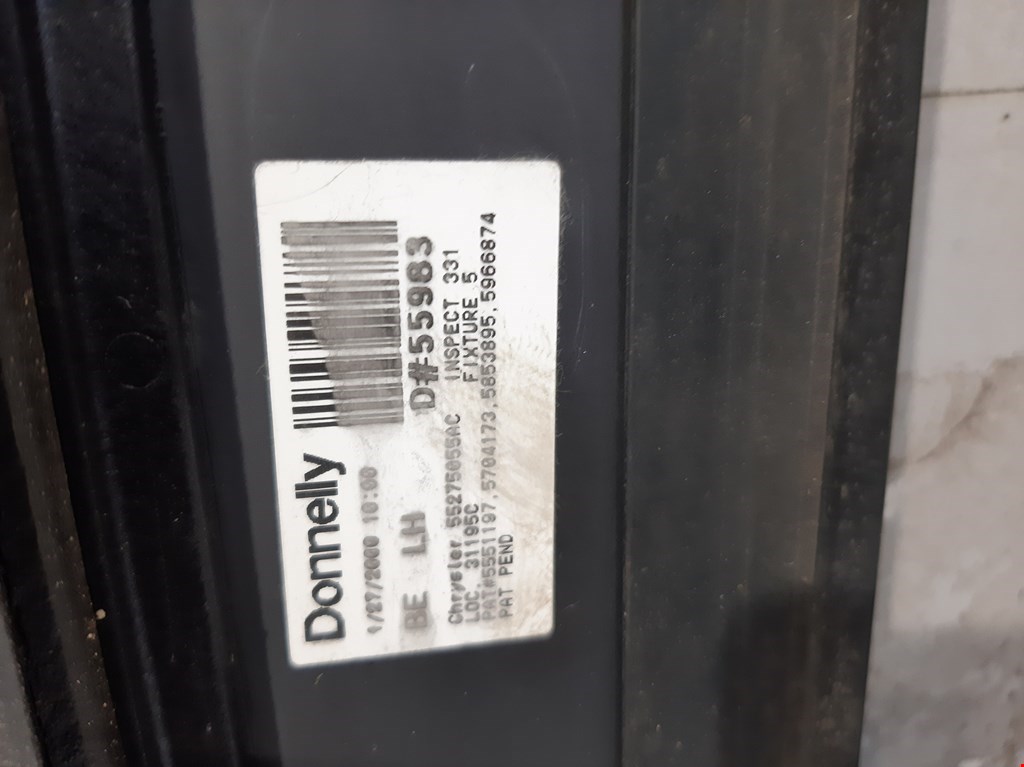 Donnelly
1/27/2000 10:00
BE LH D#55983
Chrysler 55275055AC INSPECT 331
LOC. 31195C FIXTURE 5
PAT#5551197,5704173,5853895,5966874
PAT PEND